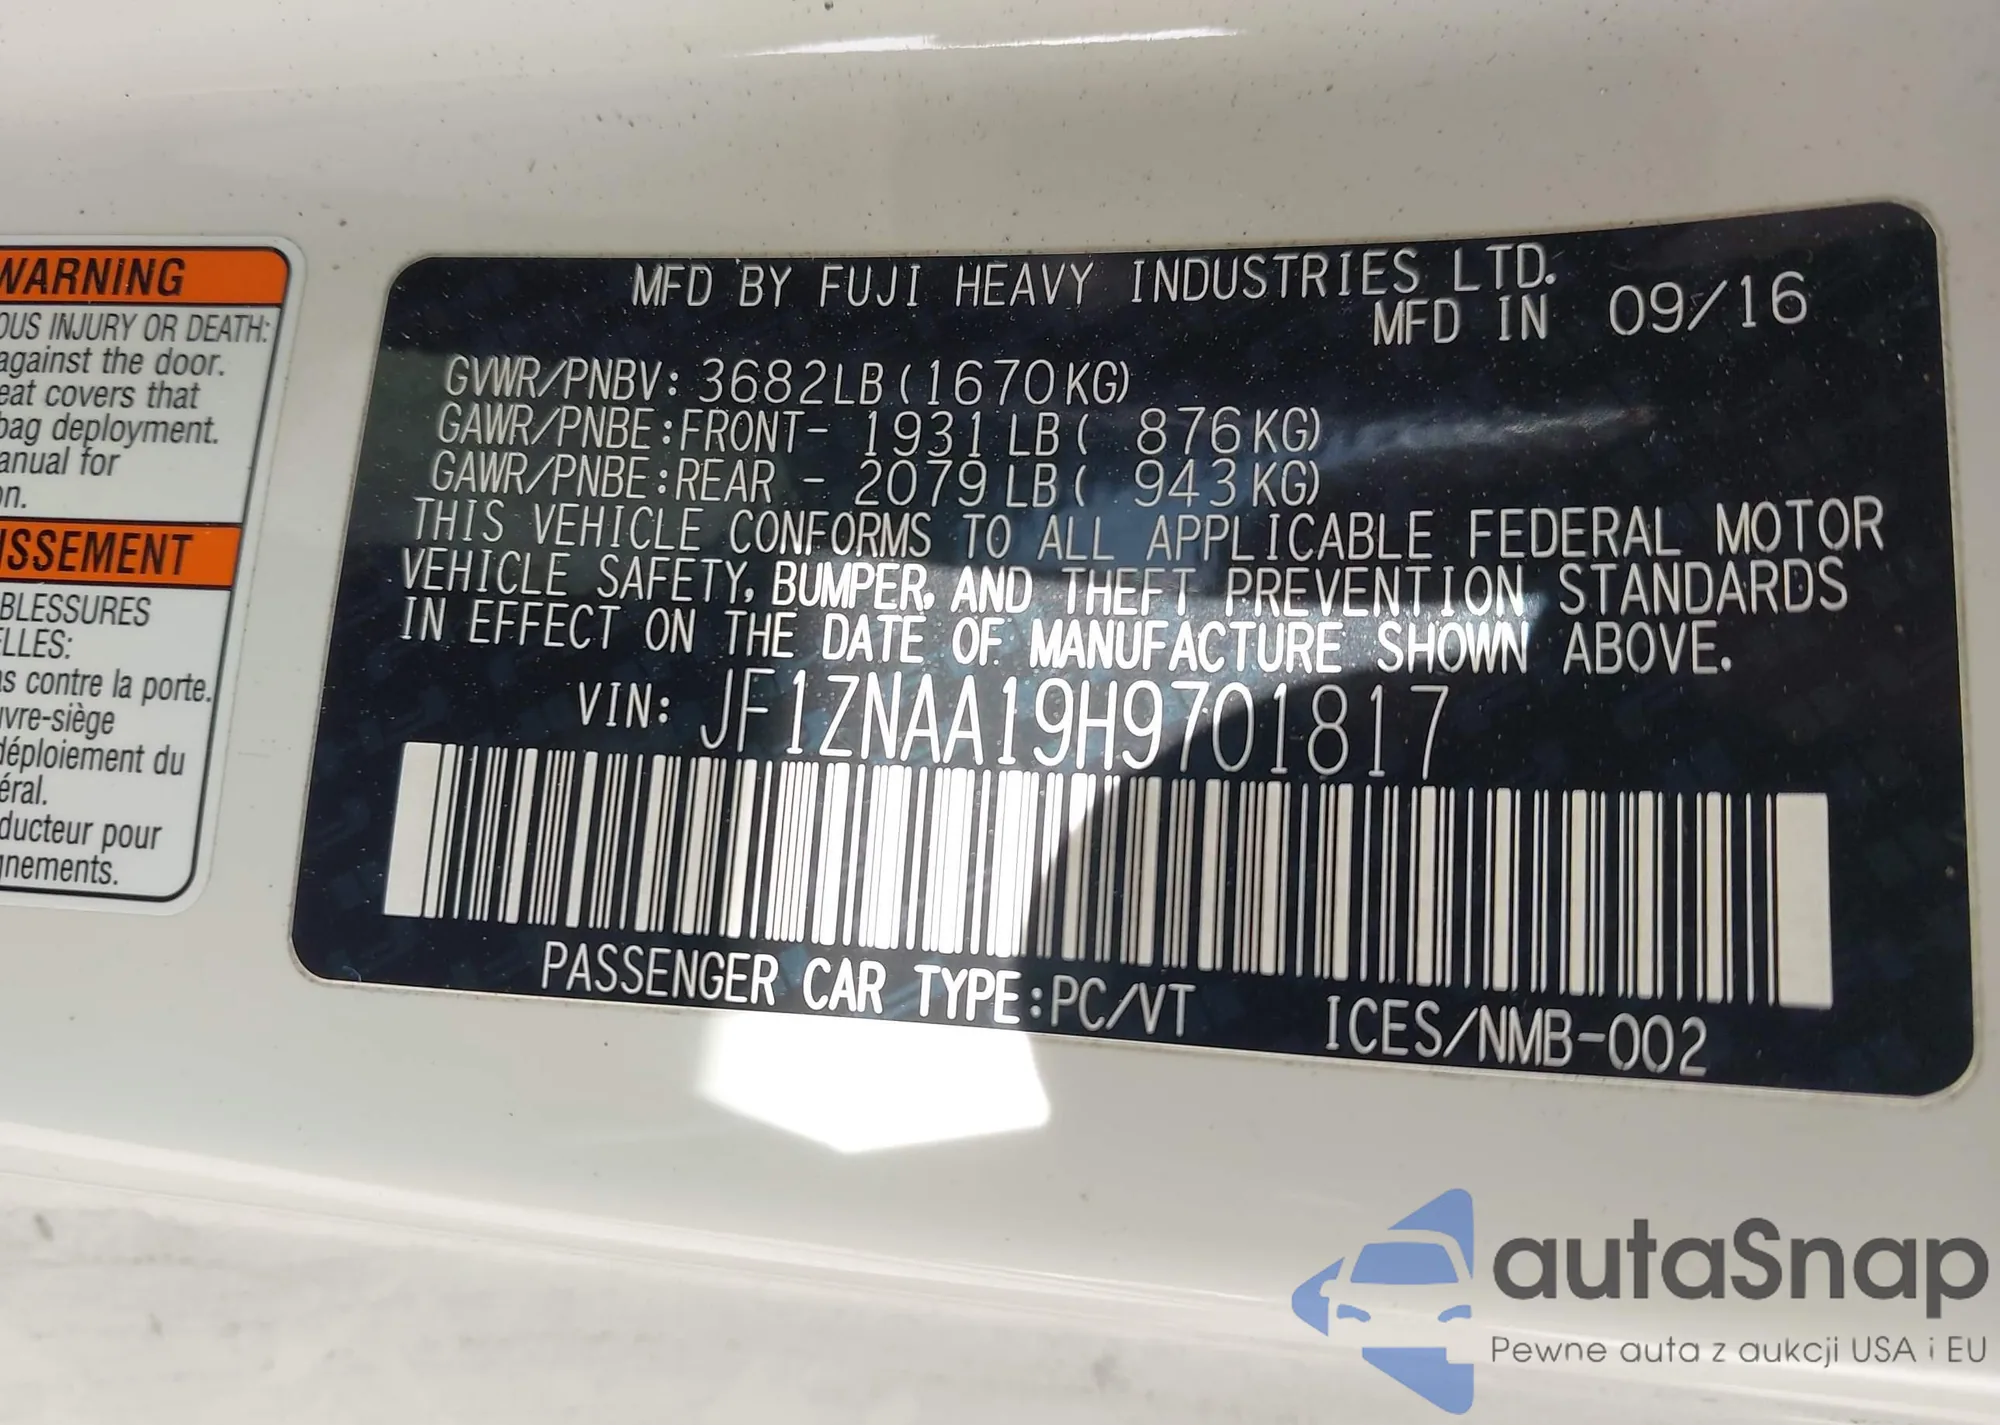 WARNING
OUS INJURY OR DEATH:
against the door.
eat covers that
bag deployment.
anual for
on.
ISSEMENT
BLESSURES
ELLES:
s contre la porte.
uvre-siège
déploiement du
éral.
ducteur pour
gnements.
MFD BY FUJI HEAVY INDUSTRIES LTD.
MFD IN 09/16
GVWR/PNBV: 3682LB(1670KG)
GAWR/PNBE:FRONT- 1931LB( 876KG)
GAWR/PNBE:REAR - 2079LB( 943KG)
THIS VEHICLE CONFORMS TO ALL APPLICABLE FEDERAL MOTOR
VEHICLE SAFETY, BUMPER, AND THEFT PREVENTION STANDARDS
IN EFFECT ON THE DATE OF MANUFACTURE SHOWN ABOVE.
VIN: JF1ZNAA19H9701817
PASSENGER CAR TYPE:PC/VT ICES/NMB-002
autaSnap
Pewne auta z aukcji USA i EU